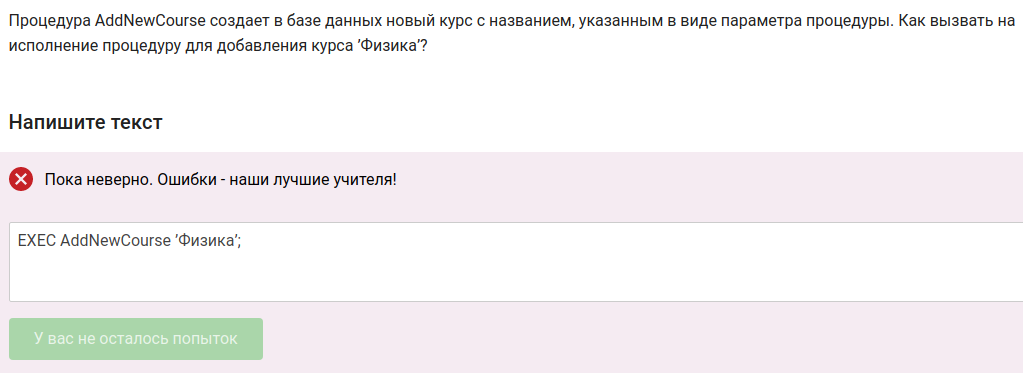 Процедура AddNewCourse создает в базе данных новый курс с названием, указанным в виде параметра процедуры. Как вызвать на
исполнение процедуру для добавления курса ’Физика’?
Напишите текст
Пока неверно. Ошибки - наши лучшие учителя!
EXEC AddNewCourse ’Физика’;
У вас не осталось попыток